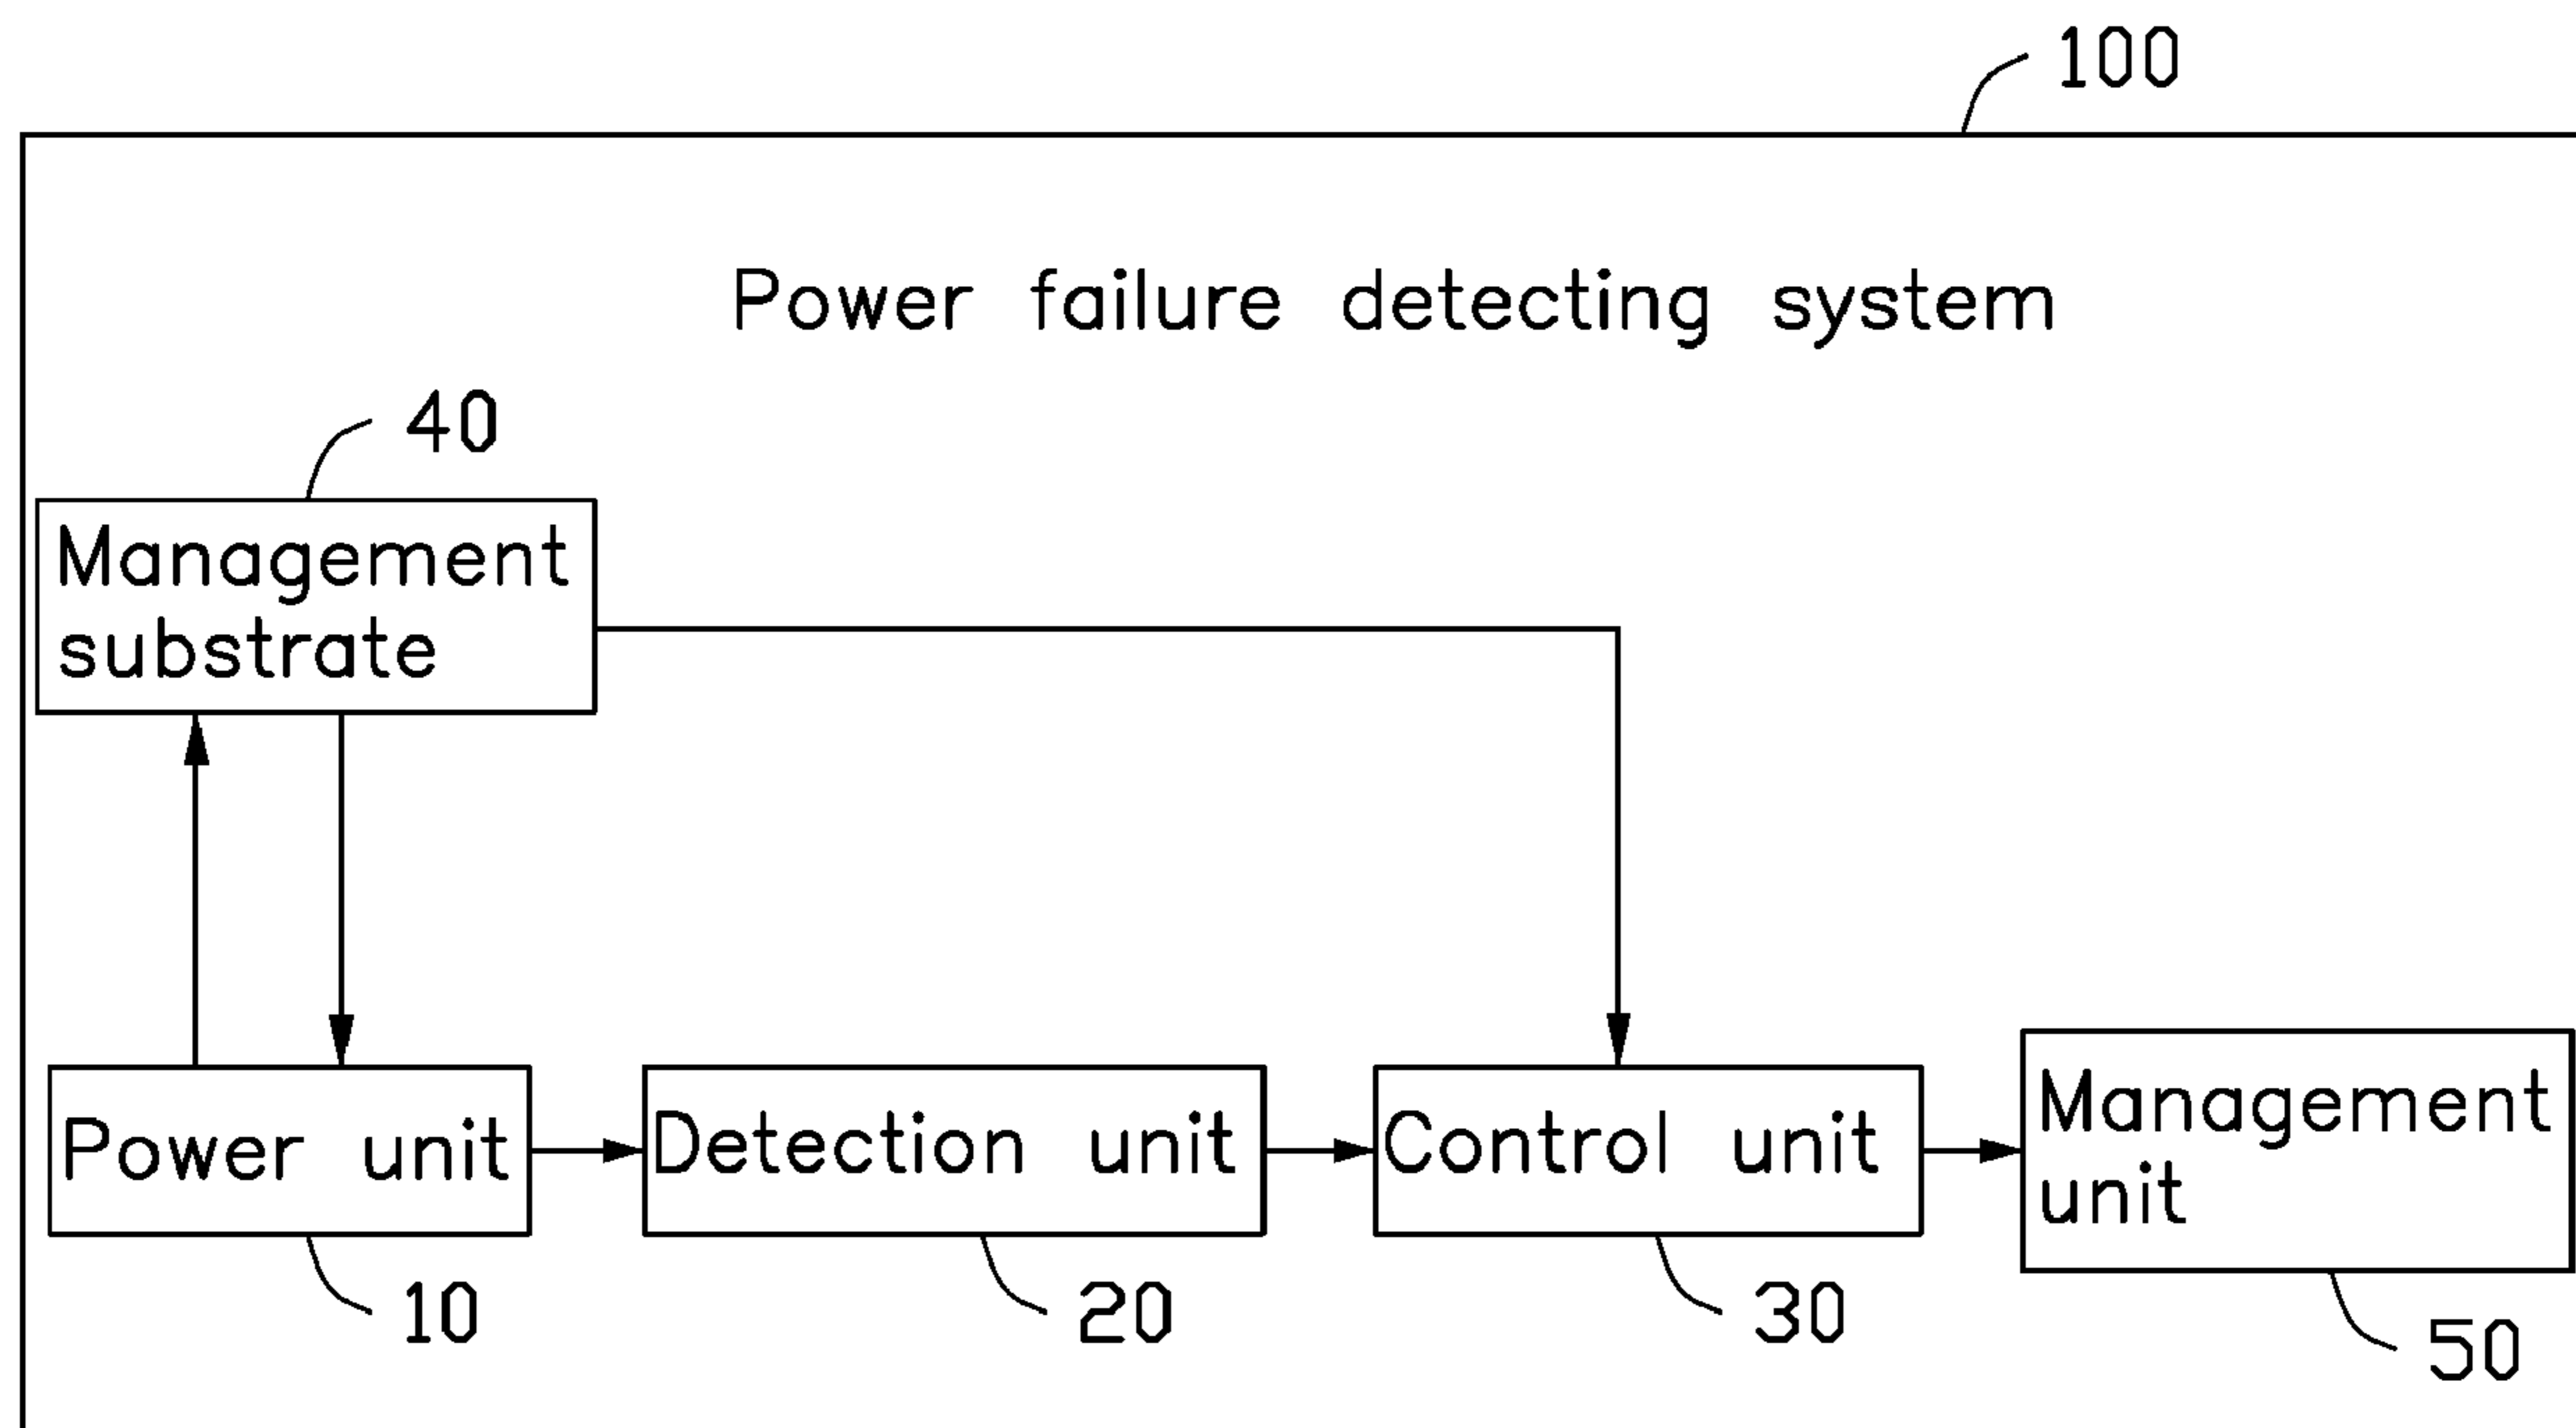 100
Power failure detecting system
40
Management
substrate
Power unit
Detection unit
Control unit
Management
unit
10
20
30
50